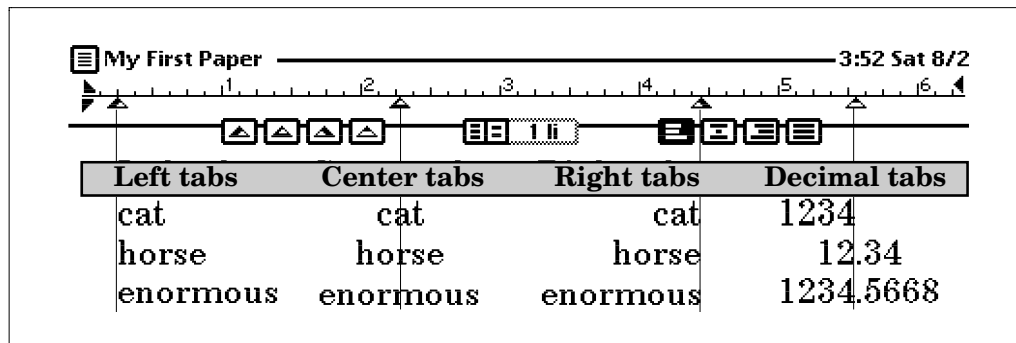 My First Paper 3:52 Sat 8/2
1 2 3 4 5 6
1 li
Left tabs Center tabs Right tabs Decimal tabs
cat cat cat 1234
horse horse horse 12.34
enormous enormous enormous 1234.5668